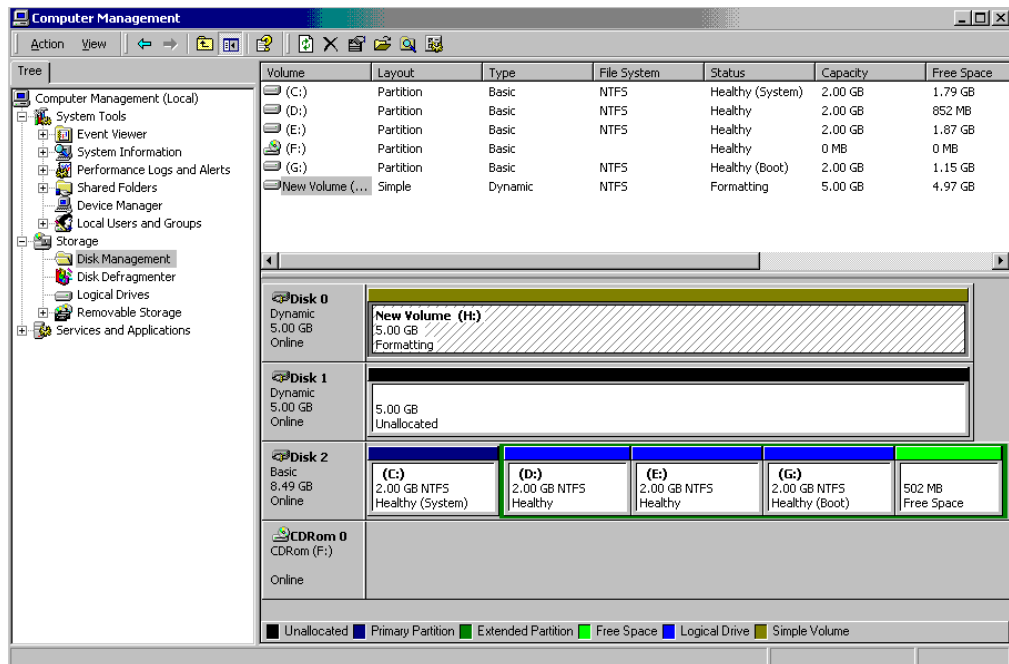 Computer Management
Action View
Tree
Computer Management (Local)
System Tools
Event Viewer
System Information
Performance Logs and Alerts
Shared Folders
Device Manager
Local Users and Groups
Storage
Disk Management
Disk Defragmenter
Logical Drives
Removable Storage
Services and Applications
Volume Layout Type File System Status Capacity Free Space
(C:) Partition Basic NTFS Healthy (System) 2.00 GB 1.79 GB
(D:) Partition Basic NTFS Healthy 2.00 GB 852 MB
(E:) Partition Basic NTFS Healthy 2.00 GB 1.87 GB
(F:) Partition Basic Healthy 0 MB 0 MB
(G:) Partition Basic NTFS Healthy (Boot) 2.00 GB 1.15 GB
New Volume (... Simple Dynamic NTFS Formatting 5.00 GB 4.97 GB
Disk 0
Dynamic
5.00 GB
Online
New Volume (H:)
5.00 GB
Formatting
Disk 1
Dynamic
5.00 GB
Online
5.00 GB
Unallocated
Disk 2
Basic
8.49 GB
Online
(C:)
2.00 GB NTFS
Healthy (System)
(D:)
2.00 GB NTFS
Healthy
(E:)
2.00 GB NTFS
Healthy
(G:)
2.00 GB NTFS
Healthy (Boot)
502 MB
Free Space
CDRom 0
CDRom (F:)
Online
Unallocated Primary Partition Extended Partition Free Space Logical Drive Simple Volume